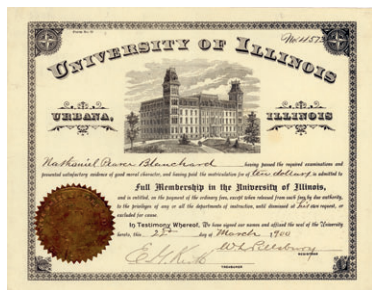 UNIVERSITY OF ILLINOIS
URBANA, ILLINOIS
Nathaniel Pearce Blanchard having passed the required examinations and
presented satisfactory evidence of good moral character, and having paid the matriculation fee of ten dollars, is admitted to
Full Membership in the University of Illinois,
and is entitled, on the payment of the ordinary fees, except when released from such fees by due authority,
to the privileges of any or all the departments of instruction, until dismissed at his own request, or
excluded for cause.
In Testimony Whereof, We have signed our names and affixed the seal of the University
hereto, this day of March 1900
W. L. Pillsbury
REGISTRAR
TREASURER